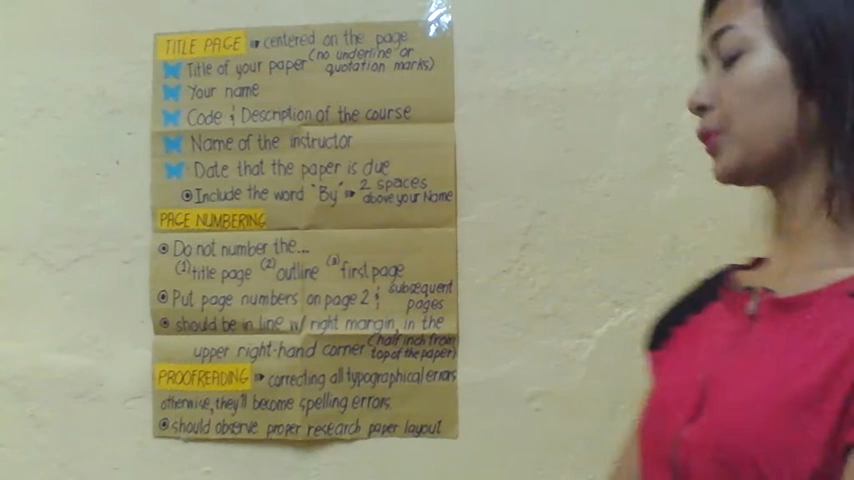 TITLE PAGE ➠ centered on the page
(no underline or
Title of your paper quotation marks)
Your name
Code & Description of the course
Name of the instructor
Date that the paper is due
Include the word "By" ➠ 2 spaces
above your Name
PAGE NUMBERING
Do not number the...
(1) title page (2) outline (3) first page
Put page numbers on page 2 & subsequent
pages
should be in line w/ right margin, in the
upper right-hand corner (half inch from
top of the paper)
PROOFREADING ➠ correcting all typographical errors
otherwise, they'll become spelling errors
should observe proper research paper layout